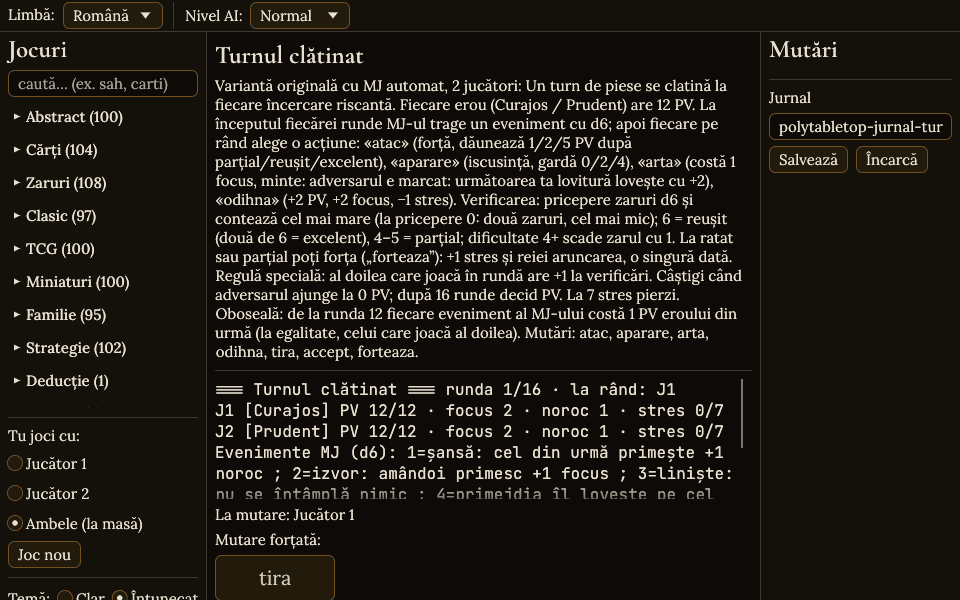 Limbă: Română ▼ Nivel AI: Normal ▼
Jocuri
caută... (ex. sah, carti)
▸ Abstract (100)
▸ Cărți (104)
▸ Zaruri (108)
▸ Clasic (97)
▸ TCG (100)
▸ Miniaturi (100)
▸ Familie (95)
▸ Strategie (102)
▸ Deducție (1)
Tu joci cu:
Jucător 1
Jucător 2
Ambele (la masă)
Joc nou
Temă: Clar Întunecat
Turnul clătinat
Variantă originală cu MJ automat, 2 jucători: Un turn de piese se clatină la
fiecare încercare riscantă. Fiecare erou (Curajos / Prudent) are 12 PV. La
începutul fiecărei runde MJ-ul trage un eveniment cu d6; apoi fiecare pe
rând alege o acțiune: «atac» (forță, dăunează 1/2/5 PV după
parțial/reușit/excelent), «aparare» (iscusință, gardă 0/2/4), «arta» (costă 1
focus, minte: adversarul e marcat: următoarea ta lovitură lovește cu +2),
«odihna» (+2 PV, +2 focus, −1 stres). Verificarea: pricepere zaruri d6 și
contează cel mai mare (la pricepere 0: două zaruri, cel mai mic); 6 = reușit
(două de 6 = excelent), 4–5 = parțial; dificultate 4+ scade zarul cu 1. La ratat
sau parțial poți forța („forteaza”): +1 stres și reiei aruncarea, o singură dată.
Regulă specială: al doilea care joacă în rundă are +1 la verificări. Câștigi când
adversarul ajunge la 0 PV; după 16 runde decid PV. La 7 stres pierzi.
Oboseală: de la runda 12 fiecare eveniment al MJ-ului costă 1 PV eroului din
urmă (la egalitate, celui care joacă al doilea). Mutări: atac, aparare, arta,
odihna, tira, accept, forteaza.
═══ Turnul clătinat ═══ runda 1/16 · la rând: J1
J1 [Curajos] PV 12/12 · focus 2 · noroc 1 · stres 0/7
J2 [Prudent] PV 12/12 · focus 2 · noroc 1 · stres 0/7
Evenimente MJ (d6): 1=șansă: cel din urmă primește +1
noroc ; 2=izvor: amândoi primesc +1 focus ; 3=liniște:
nu se întâmplă nimic ; 4=primejdia îl lovește pe cel
La mutare: Jucător 1
Mutare forțată:
tira
Mutări
Jurnal
polytabletop-jurnal-tur
Salvează Încarcă